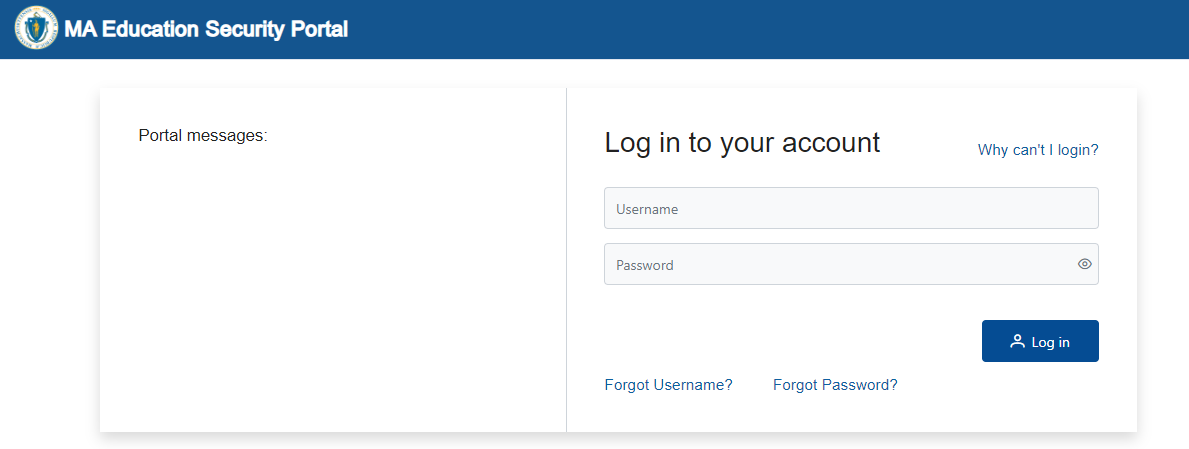 MA Education Security Portal
Portal messages:
Log in to your account
Why can't I login?
Username
Password
Log in
Forgot Username?
Forgot Password?